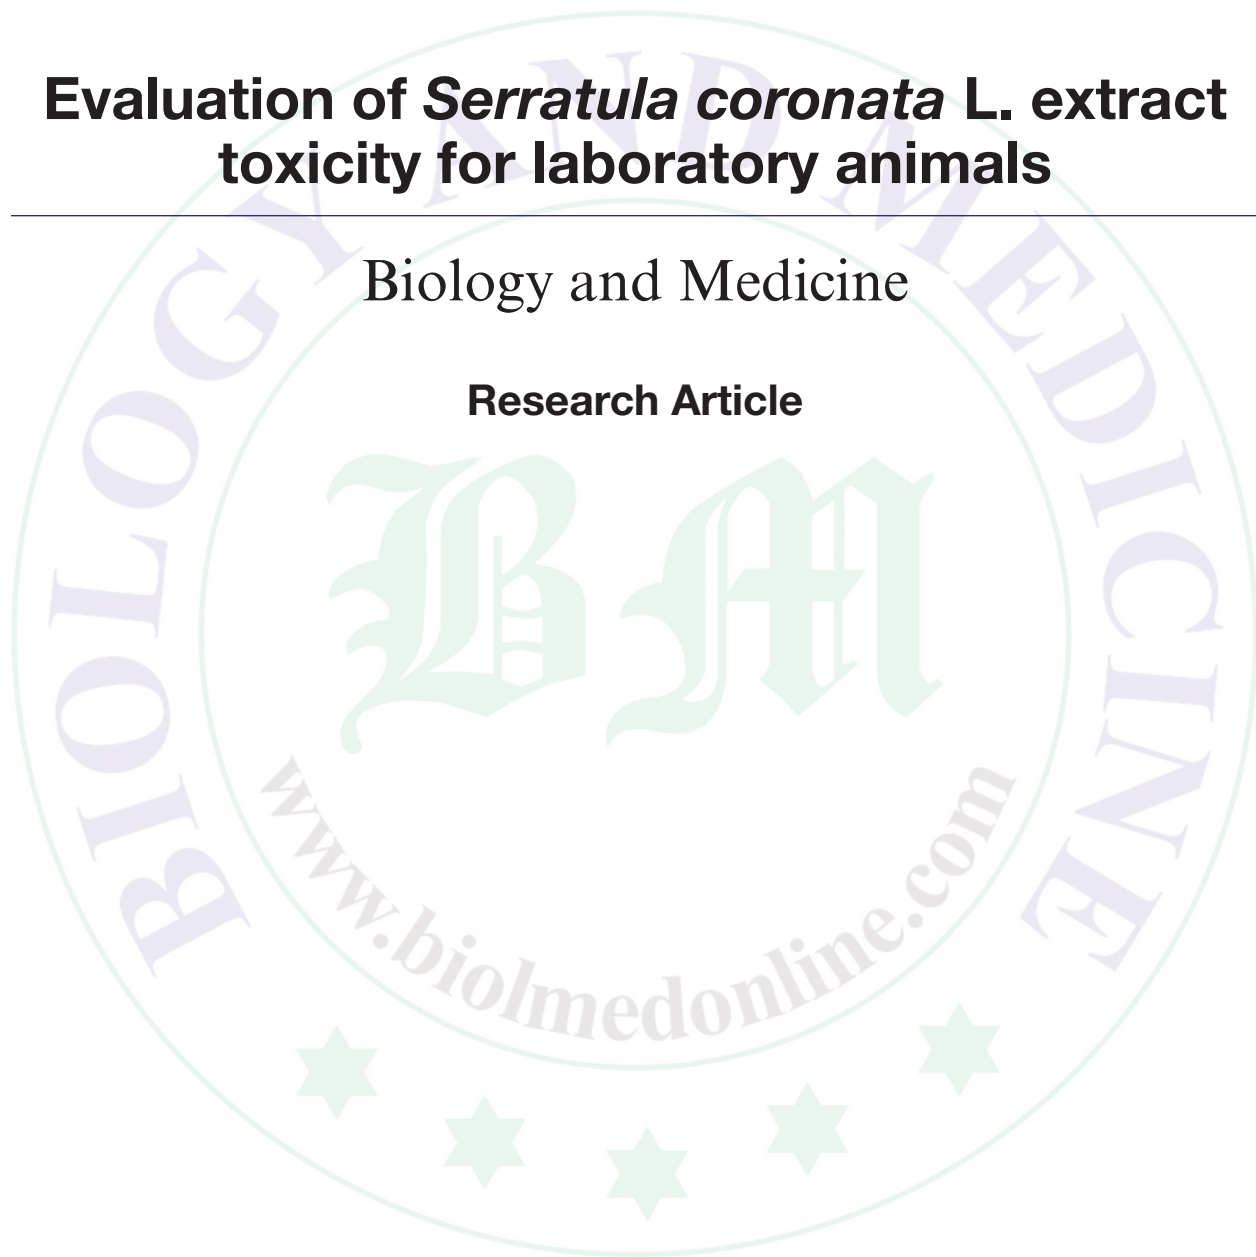 Evaluation of Serratula coronata L. extract
toxicity for laboratory animals
Biology and Medicine
Research Article
BIOLOGY AND MEDICINE
BM
www.biolmedonline.com